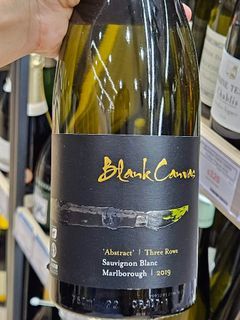 Blank Canvas
'Abstract' | Three Rows
Sauvignon Blanc
Marlborough | 2019